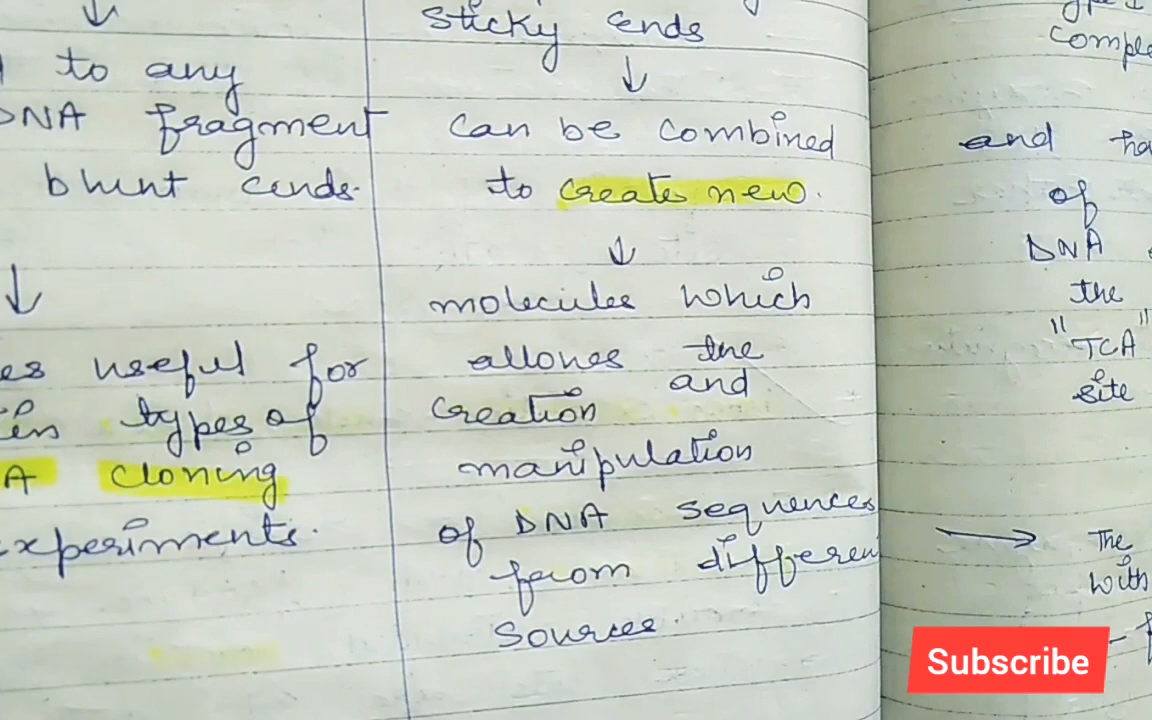 to any
DNA fragment
blunt ends.
useful for
types of
A cloning
experiments.
sticky ends
↓
can be combined
to create new.
↓
molecules which
allows the
creation and
manipulation
of DNA sequences
from different
sources.
comple
and ha
of
DNA
the
"TCA"
site
→ The
with
Subscribe